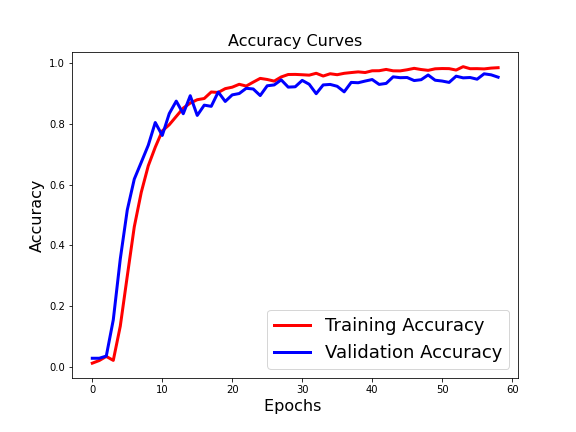 Accuracy Curves
1.0
0.8
0.6
0.4
0.2
0.0
Accuracy
0 10 20 30 40 50 60
Epochs
Training Accuracy
Validation Accuracy